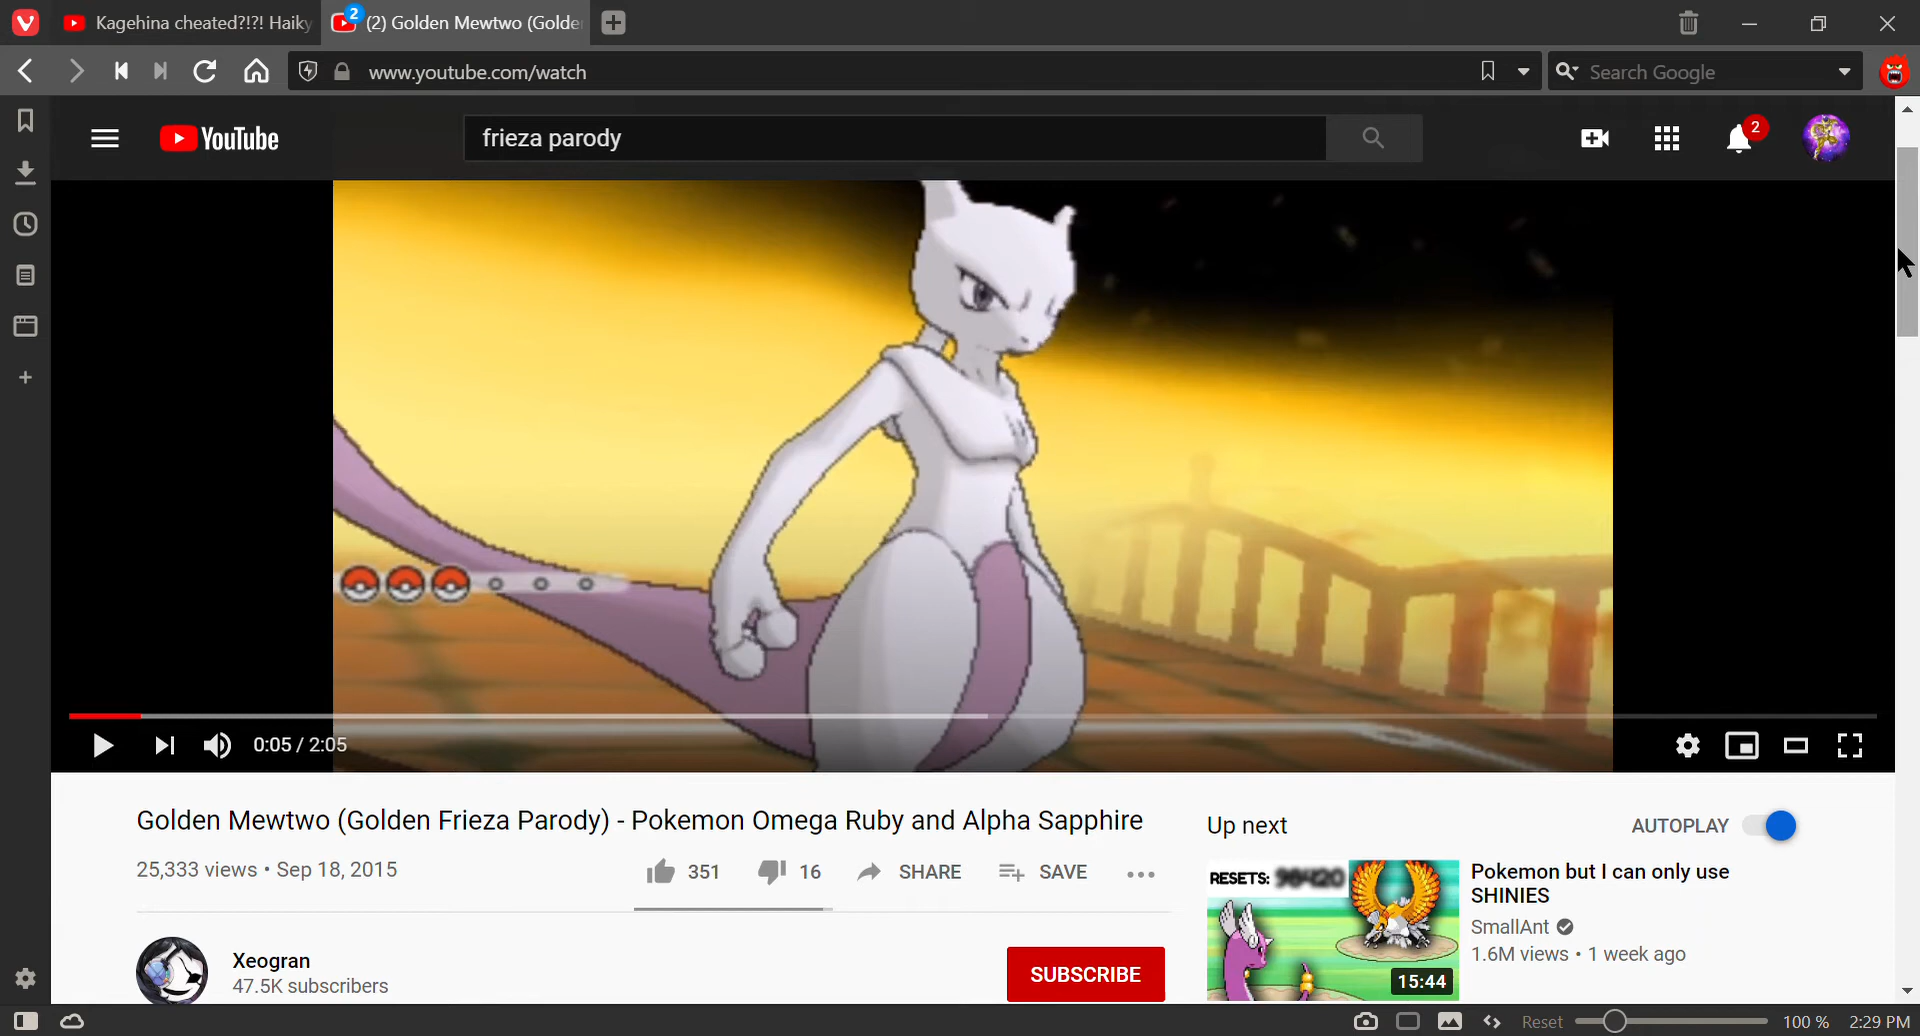 Kagehina cheated?!?! Haiky
2
(2) Golden Mewtwo (Golde
www.youtube.com/watch
Search Google
YouTube
frieza parody
2
0:05 / 2:05
Golden Mewtwo (Golden Frieza Parody) - Pokemon Omega Ruby and Alpha Sapphire
25,333 views • Sep 18, 2015
351
16
SHARE
SAVE
Xeogran
47.5K subscribers
SUBSCRIBE
Up next
AUTOPLAY
RESETS:
15:44
Pokemon but I can only use
SHINIES
SmallAnt
1.6M views • 1 week ago
Reset
100 %
2:29 PM